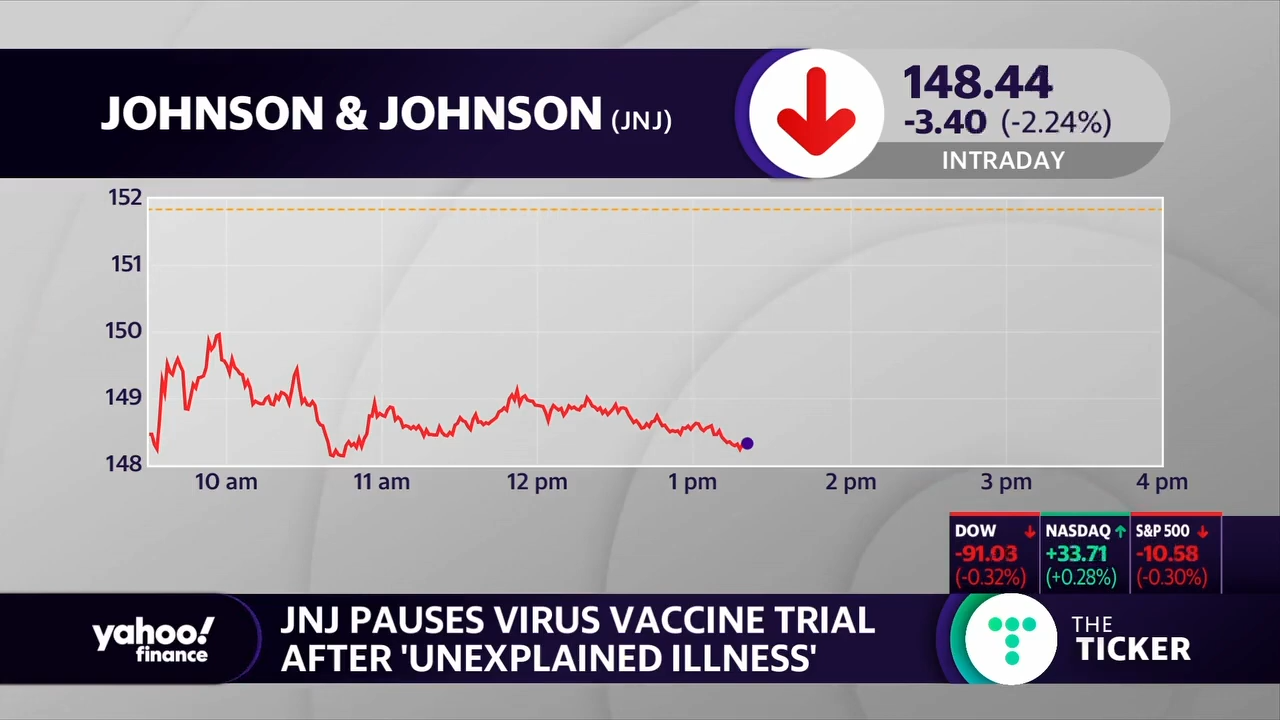 JOHNSON & JOHNSON (JNJ)
148.44
-3.40 (-2.24%)
INTRADAY
152
151
150
149
148
10 am 11 am 12 pm 1 pm 2 pm 3 pm 4 pm
DOW NASDAQ S&P 500
-91.03 +33.71 -10.58
(-0.32%) (+0.28%) (-0.30%)
yahoo!
finance
JNJ PAUSES VIRUS VACCINE TRIAL
AFTER 'UNEXPLAINED ILLNESS'
THE
TICKER